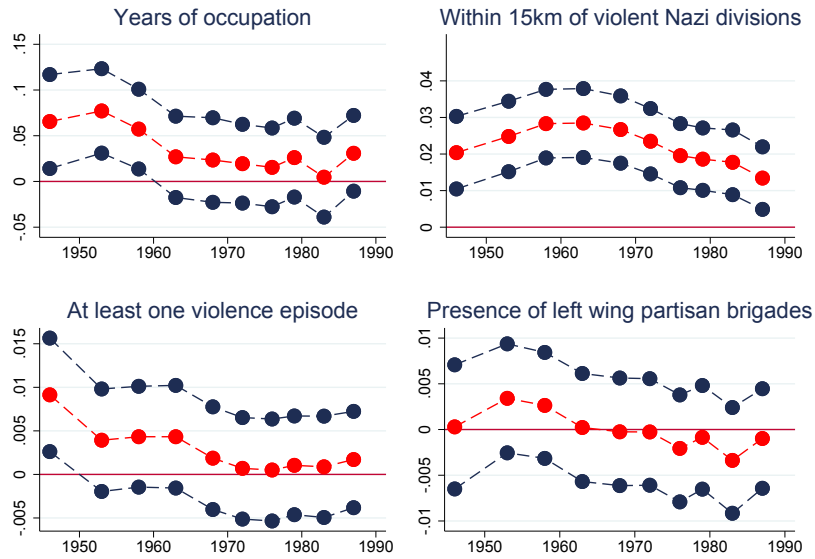 Years of occupation
.15
.1
.05
0
-.05
1950 1960 1970 1980 1990
Within 15km of violent Nazi divisions
.04
.03
.02
.01
0
1950 1960 1970 1980 1990
At least one violence episode
.015
.01
.005
0
-.005
1950 1960 1970 1980 1990
Presence of left wing partisan brigades
.01
.005
0
-.005
-.01
1950 1960 1970 1980 1990